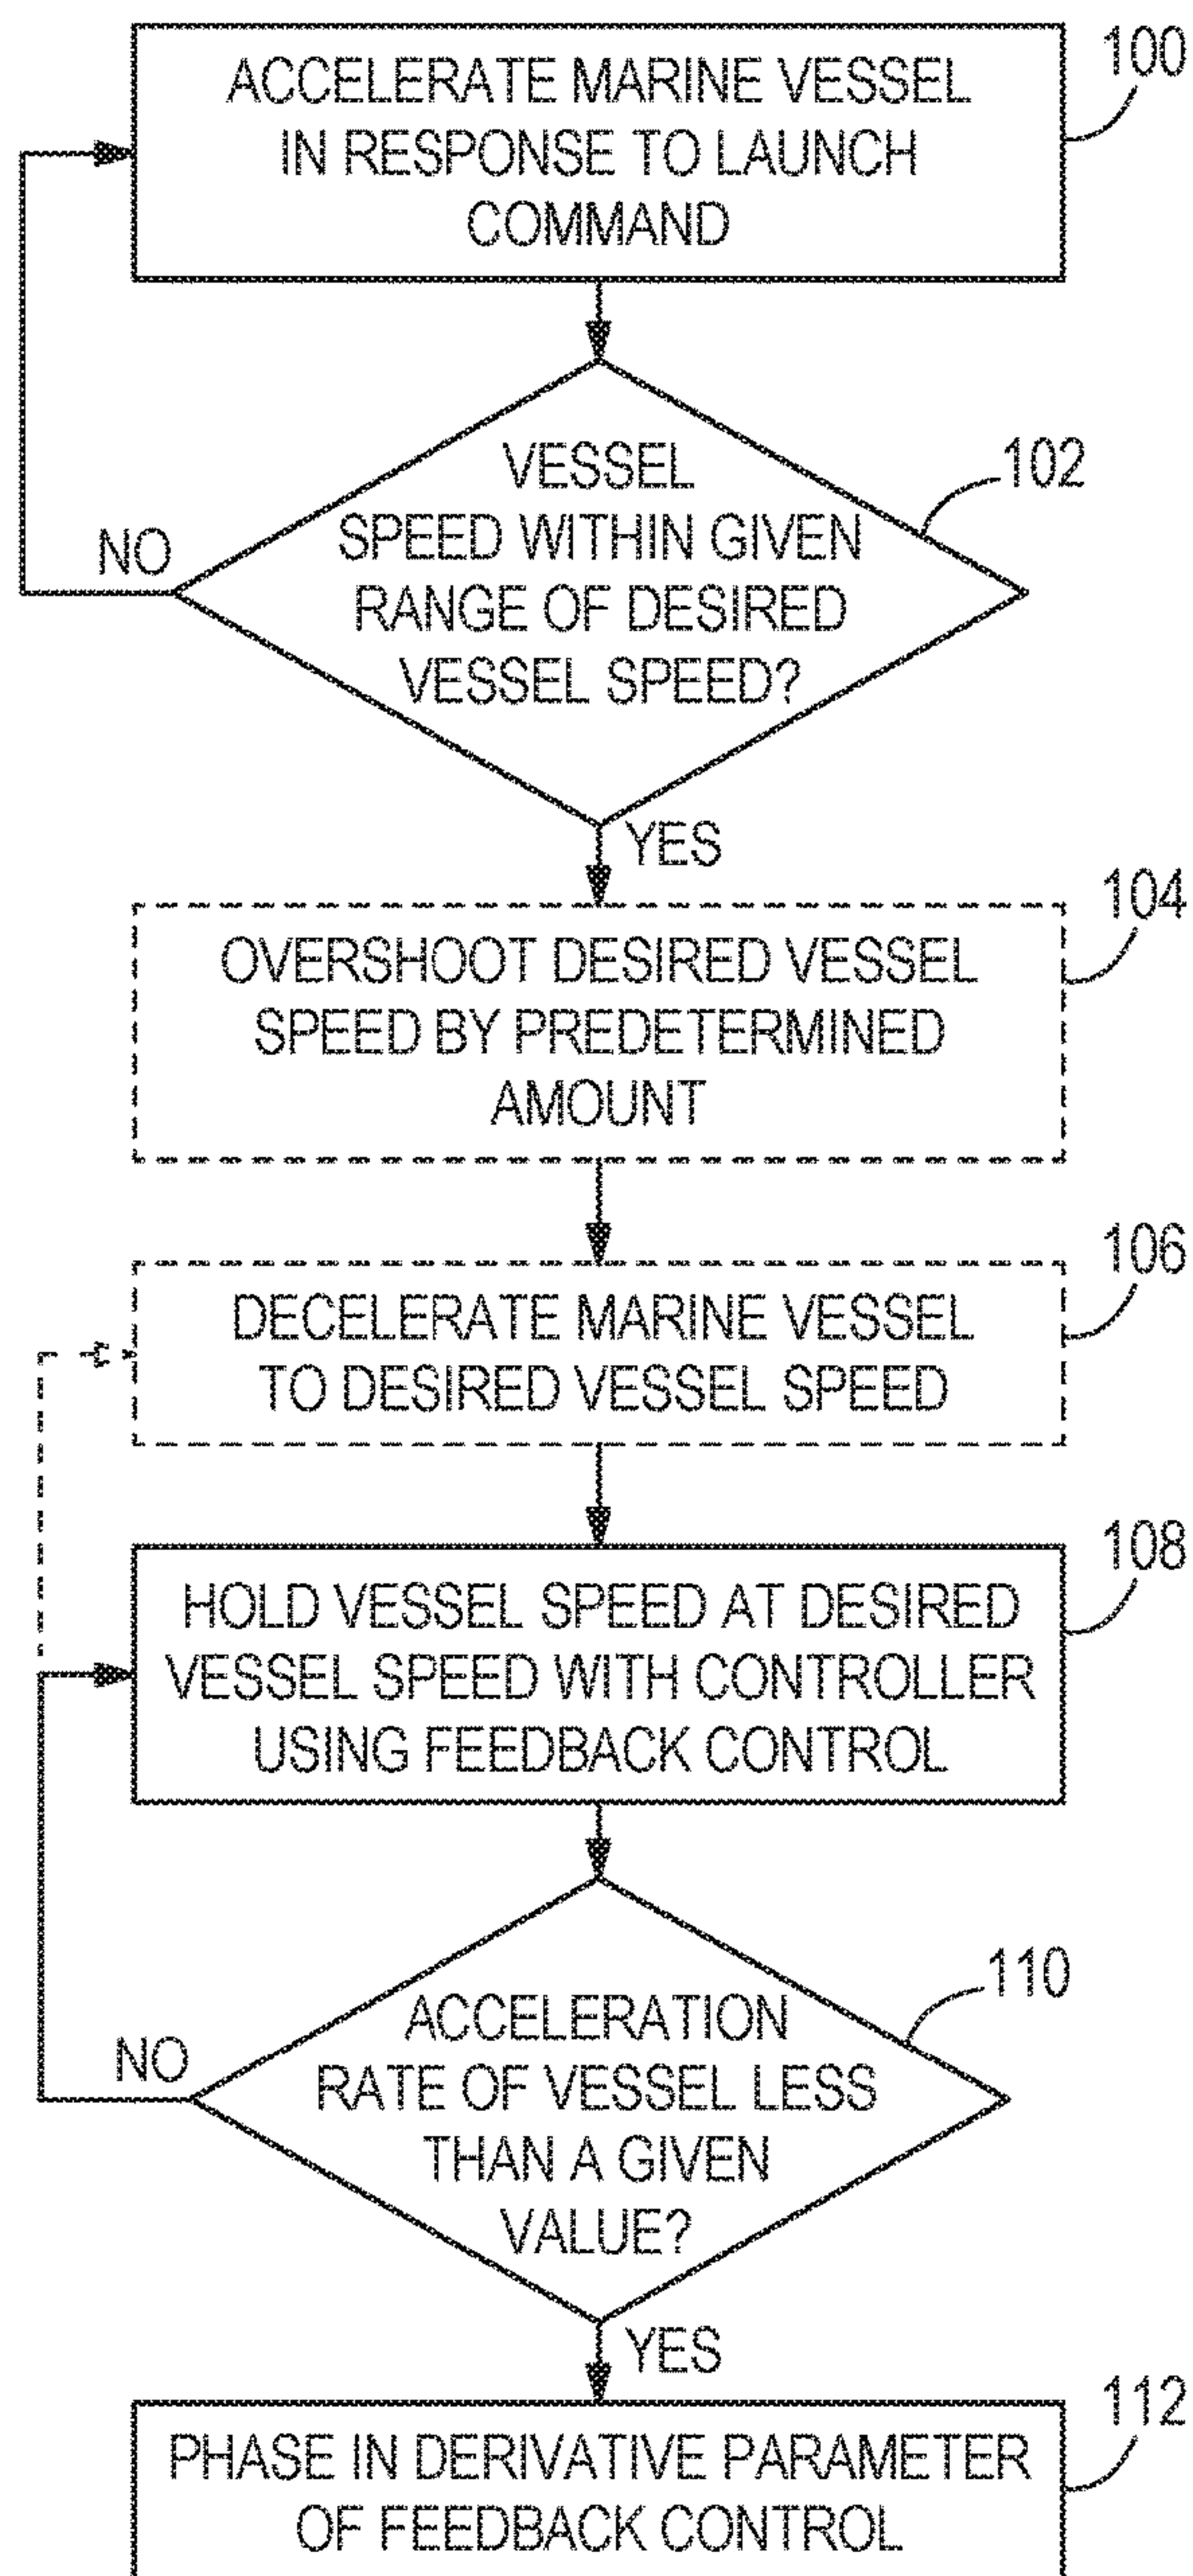 ACCELERATE MARINE VESSEL
IN RESPONSE TO LAUNCH
COMMAND
100
VESSEL
SPEED WITHIN GIVEN
RANGE OF DESIRED
VESSEL SPEED?
102
NO
YES
OVERSHOOT DESIRED VESSEL
SPEED BY PREDETERMINED
AMOUNT
104
DECELERATE MARINE VESSEL
TO DESIRED VESSEL SPEED
106
HOLD VESSEL SPEED AT DESIRED
VESSEL SPEED WITH CONTROLLER
USING FEEDBACK CONTROL
108
ACCELERATION
RATE OF VESSEL LESS
THAN A GIVEN
VALUE?
110
NO
YES
PHASE IN DERIVATIVE PARAMETER
OF FEEDBACK CONTROL
112